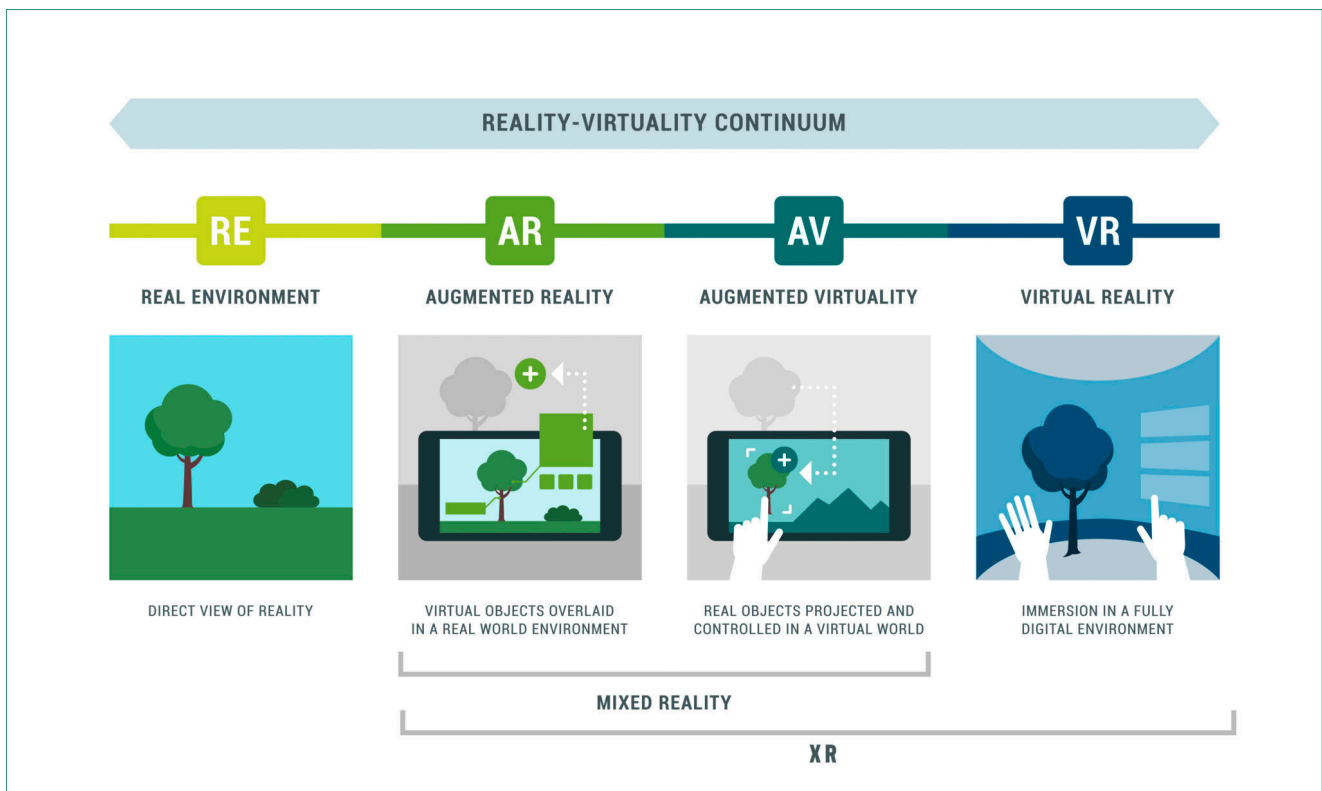 REALITY-VIRTUALITY CONTINUUM
RE
AR
AV
VR
REAL ENVIRONMENT
AUGMENTED REALITY
AUGMENTED VIRTUALITY
VIRTUAL REALITY
DIRECT VIEW OF REALITY
VIRTUAL OBJECTS OVERLAID
IN A REAL WORLD ENVIRONMENT
REAL OBJECTS PROJECTED AND
CONTROLLED IN A VIRTUAL WORLD
IMMERSION IN A FULLY
DIGITAL ENVIRONMENT
MIXED REALITY
XR